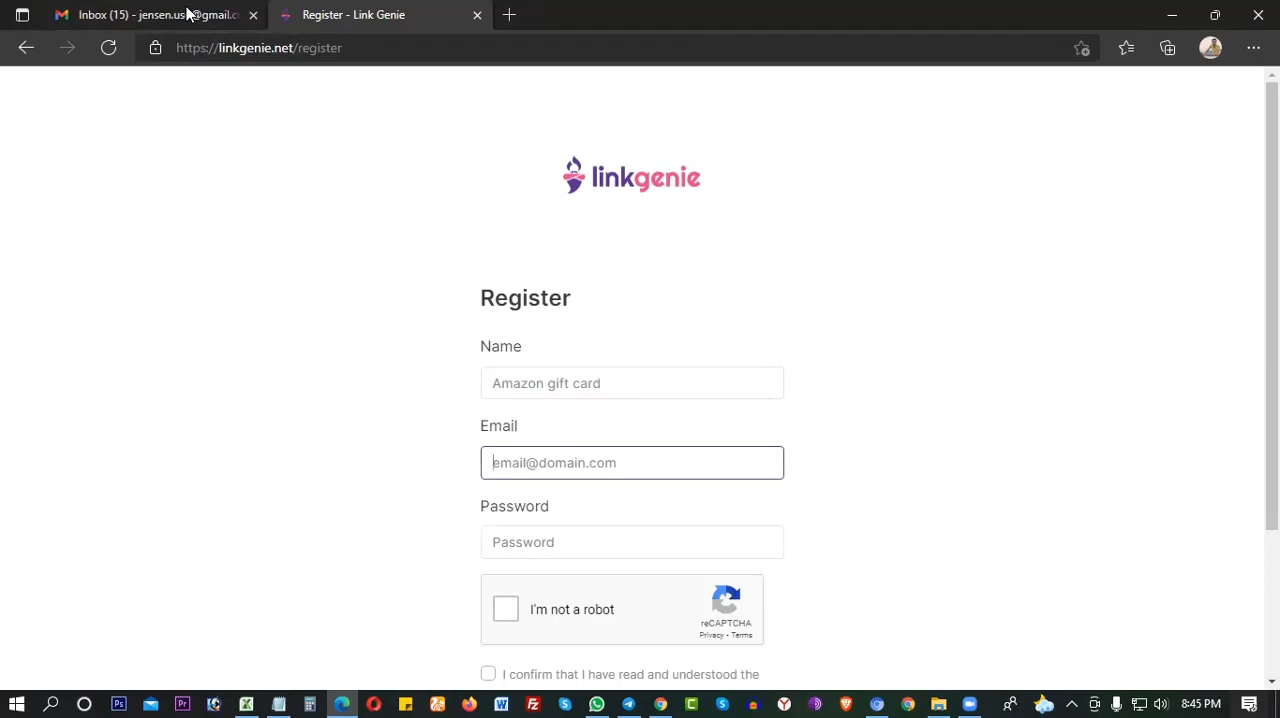 Inbox (15) - jensen.us
@gmail.c
Register - Link Genie
https://linkgenie.net/register
linkgenie
Register
Name
Amazon gift card
Email
email@domain.com
Password
Password
I'm not a robot
reCAPTCHA
Privacy • Terms
I confirm that I have read and understood the
8:45 PM